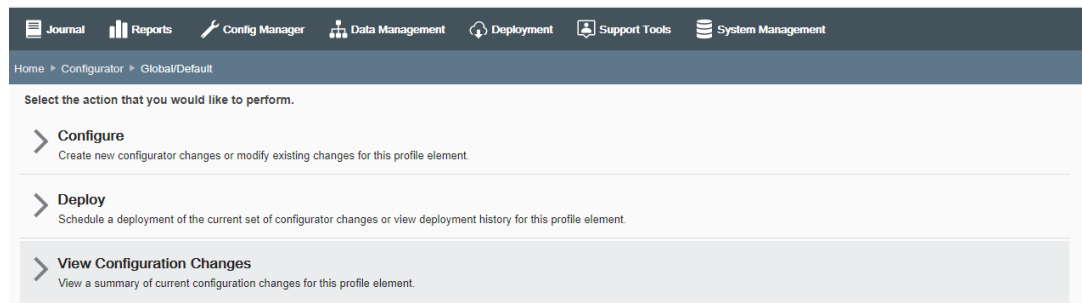 Journal Reports Config Manager Data Management Deployment Support Tools System Management
Home Configurator Global/Default
Select the action that you would like to perform.
Configure
Create new configurator changes or modify existing changes for this profile element.
Deploy
Schedule a deployment of the current set of configurator changes or view deployment history for this profile element.
View Configuration Changes
View a summary of current configuration changes for this profile element.